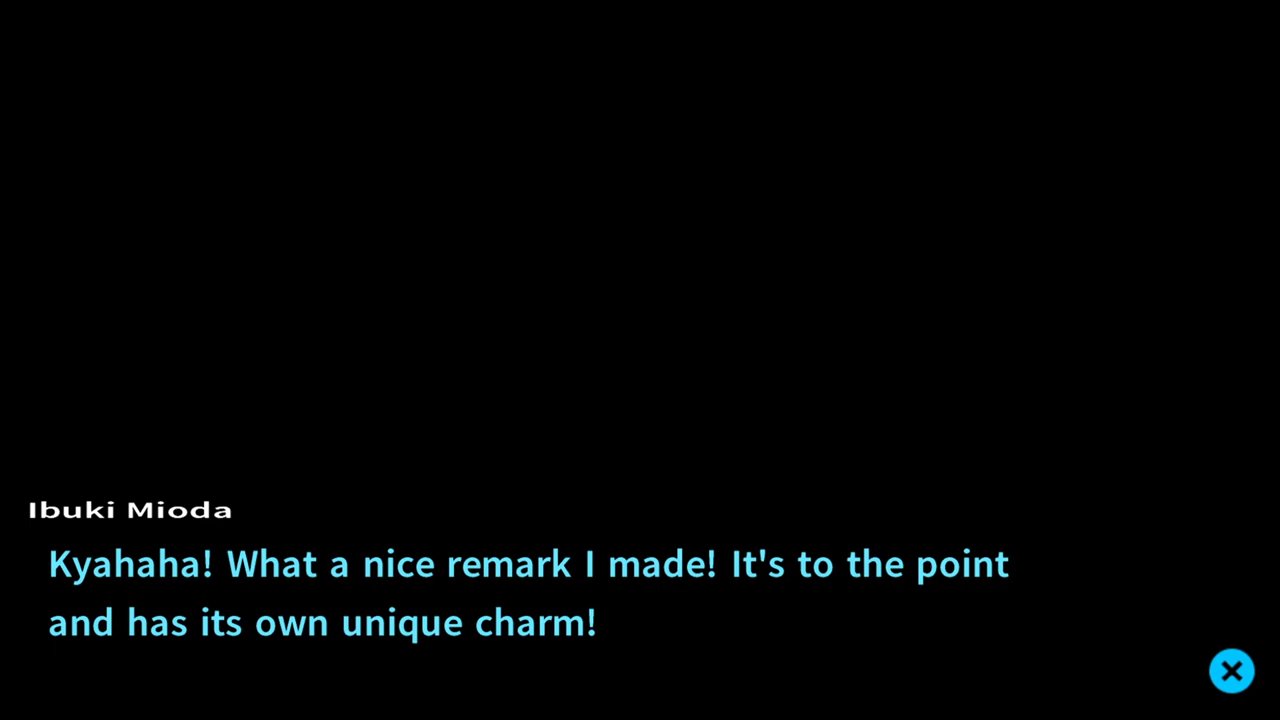 Ibuki Mioda
Kyahaha! What a nice remark I made! It's to the point
and has its own unique charm!